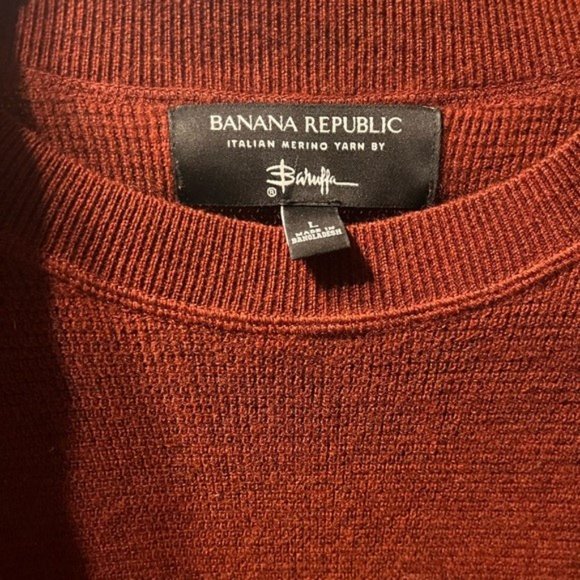 BANANA REPUBLIC
ITALIAN MERINO YARN BY
Baruffa
®
L
MADE IN
BANGLADESH